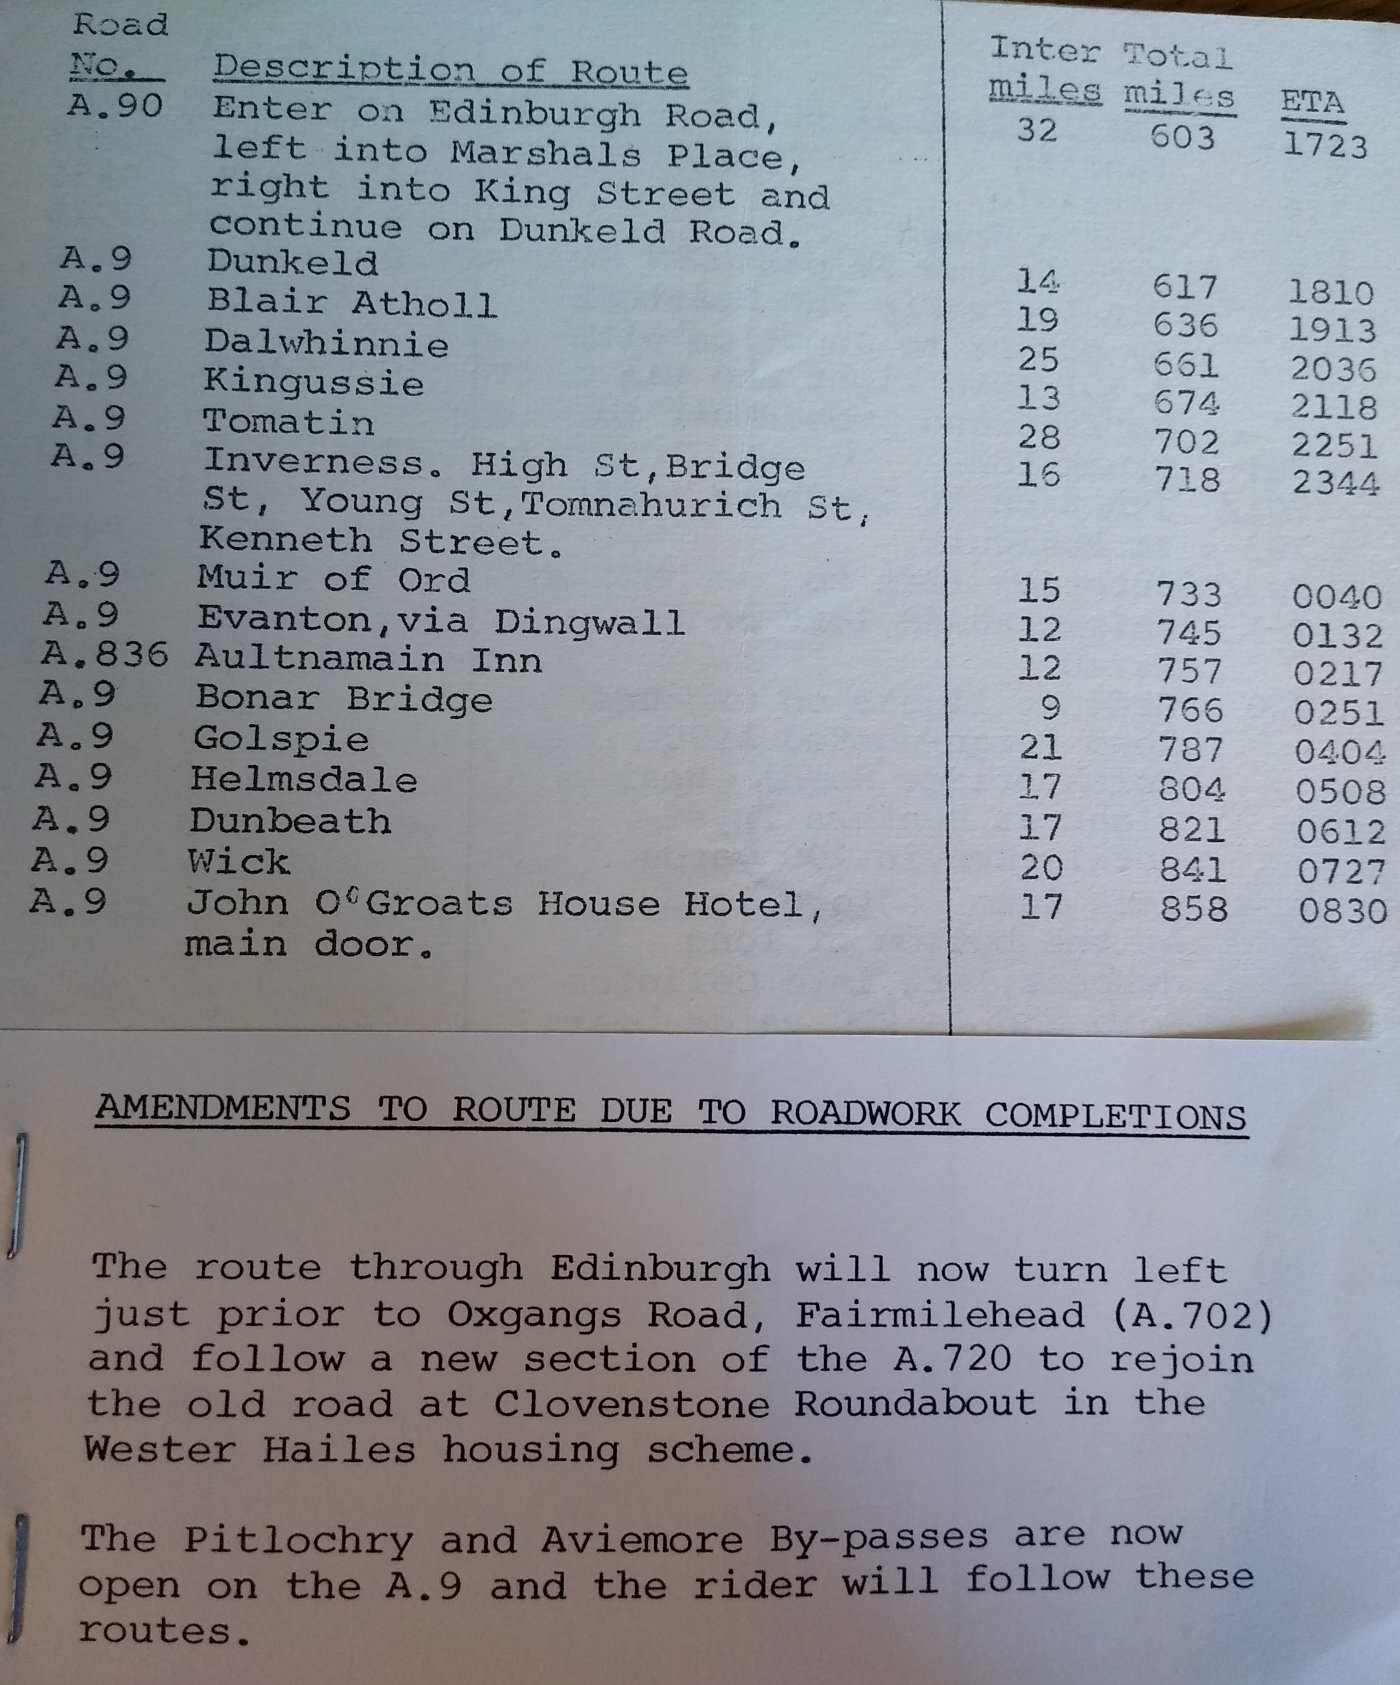 Road Inter Total
No. Description of Route miles miles ETA
A.90 Enter on Edinburgh Road, 32 603 1723
left into Marshals Place,
right into King Street and
continue on Dunkeld Road.
A.9 Dunkeld 14 617 1810
A.9 Blair Atholl 19 636 1913
A.9 Dalwhinnie 25 661 2036
A.9 Kingussie 13 674 2118
A.9 Tomatin 28 702 2251
A.9 Inverness. High St,Bridge 16 718 2344
St, Young St,Tomnahurich St,
Kenneth Street.
A.9 Muir of Ord 15 733 0040
A.9 Evanton,via Dingwall 12 745 0132
A.836 Aultnamain Inn 12 757 0217
A.9 Bonar Bridge 9 766 0251
A.9 Golspie 21 787 0404
A.9 Helmsdale 17 804 0508
A.9 Dunbeath 17 821 0612
A.9 Wick 20 841 0727
A.9 John O'Groats House Hotel, 17 858 0830
main door.
AMENDMENTS TO ROUTE DUE TO ROADWORK COMPLETIONS
The route through Edinburgh will now turn left
just prior to Oxgangs Road, Fairmilehead (A.702)
and follow a new section of the A.720 to rejoin
the old road at Clovenstone Roundabout in the
Wester Hailes housing scheme.
The Pitlochry and Aviemore By-passes are now
open on the A.9 and the rider will follow these
routes.